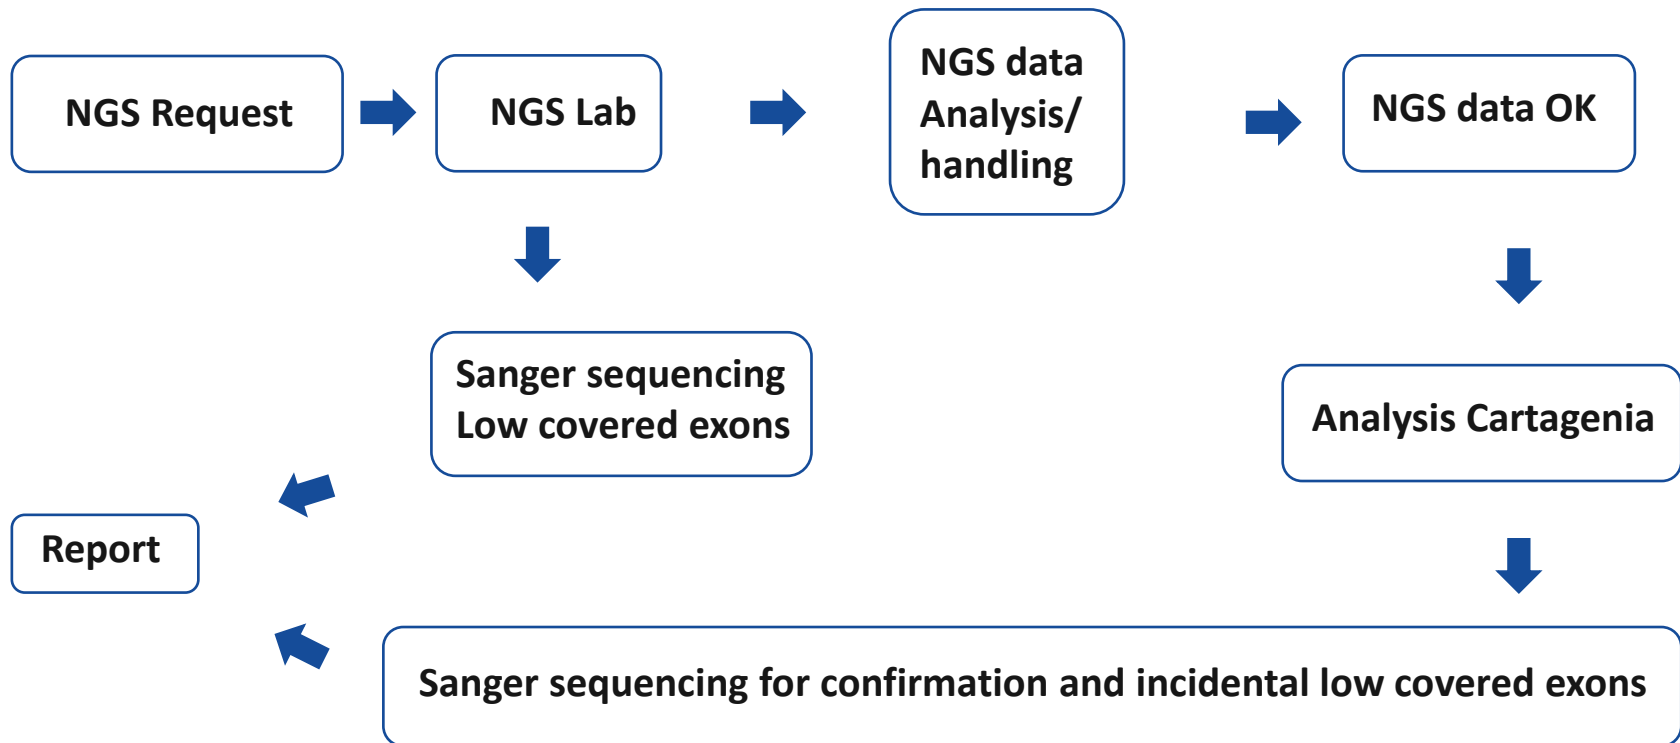 NGS Request
NGS Lab
NGS data
Analysis/
handling
NGS data OK
Sanger sequencing
Low covered exons
Analysis Cartagenia
Report
Sanger sequencing for confirmation and incidental low covered exons